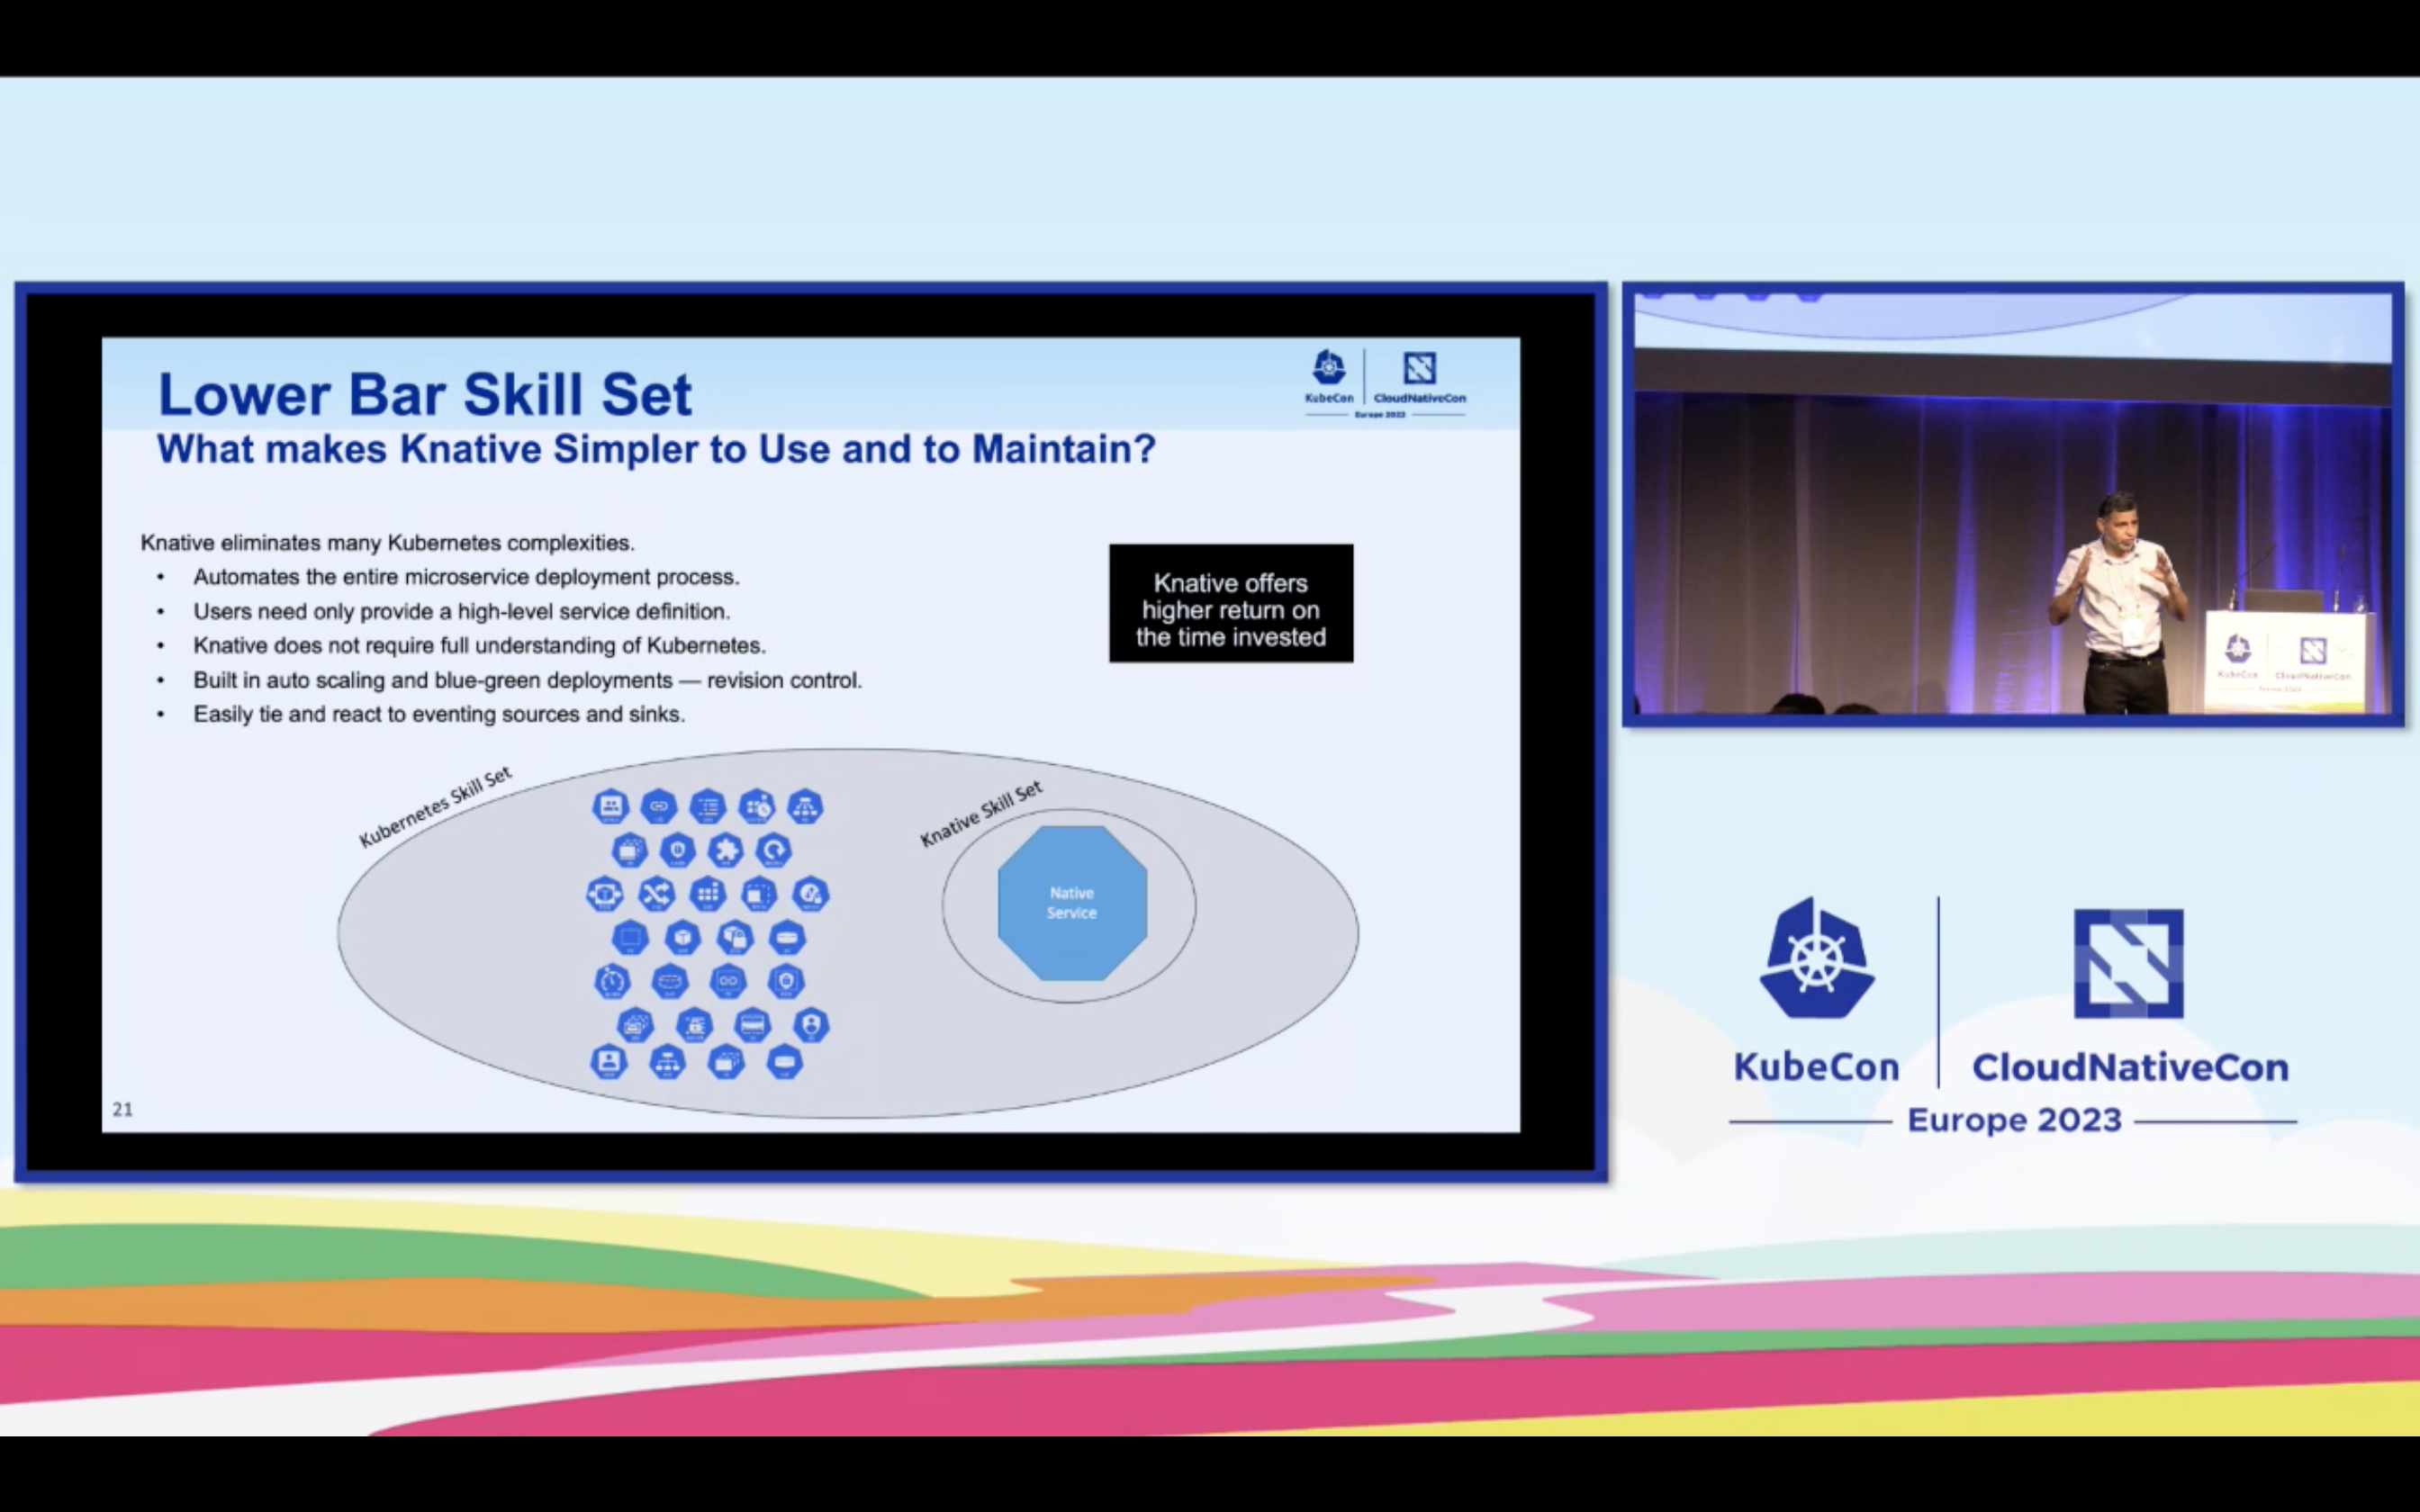 Lower Bar Skill Set
What makes Knative Simpler to Use and to Maintain?
KubeCon CloudNativeCon
Europe 2023
Knative eliminates many Kubernetes complexities.
• Automates the entire microservice deployment process.
• Users need only provide a high-level service definition.
• Knative does not require full understanding of Kubernetes.
• Built in auto scaling and blue-green deployments — revision control.
• Easily tie and react to eventing sources and sinks.
Knative offers
higher return on
the time invested
Kubernetes Skill Set
Knative Skill Set
Native
Service
21
KubeCon CloudNativeCon
Europe 2023
KubeCon CloudNativeCon
Europe 2023